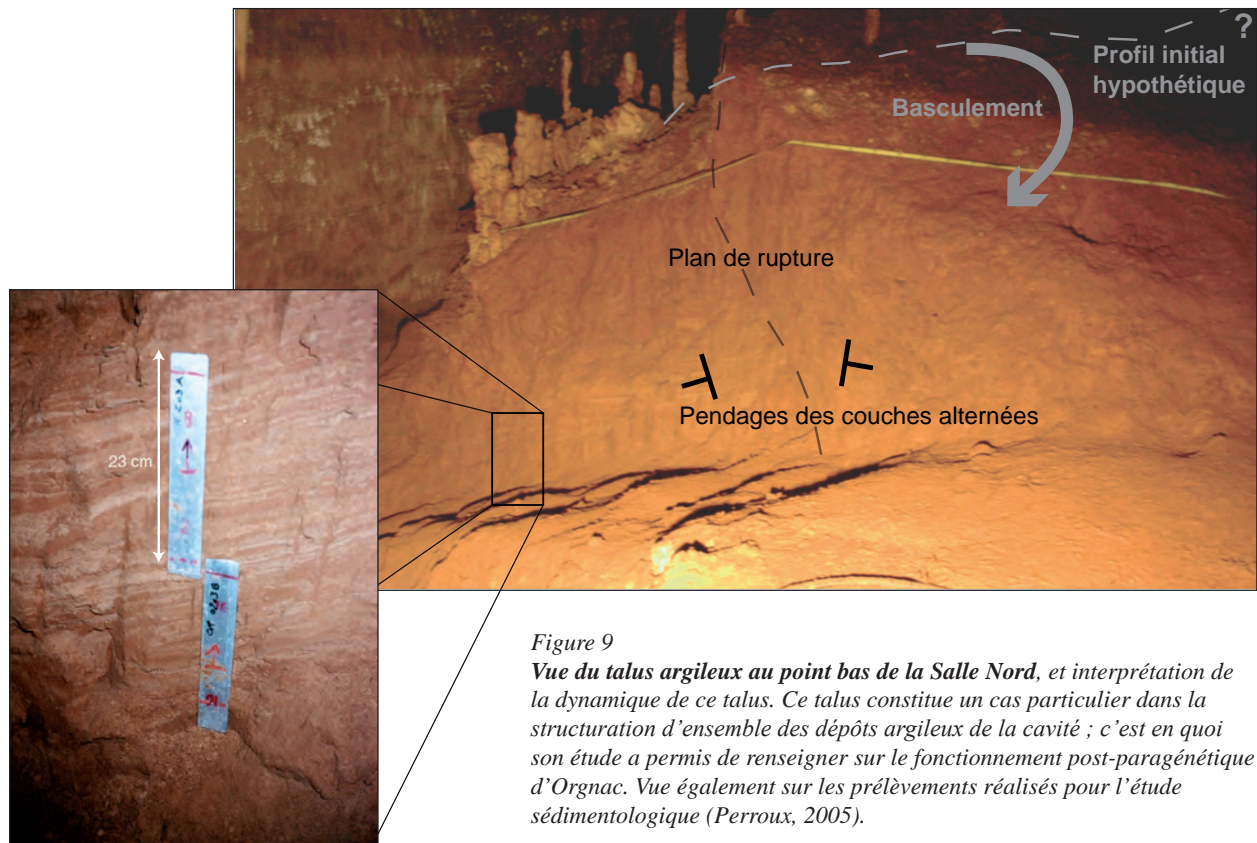 ?
Profil initial
hypothétique
Basculement
Plan de rupture
Pendages des couches alternées
23 cm
Figure 9
Vue du talus argileux au point bas de la Salle Nord, et interprétation de
la dynamique de ce talus. Ce talus constitue un cas particulier dans la
structuration d'ensemble des dépôts argileux de la cavité ; c'est en quoi
son étude a permis de renseigner sur le fonctionnement post-paragénétique
d'Orgnac. Vue également sur les prélèvements réalisés pour l'étude
sédimentologique (Perroux, 2005).